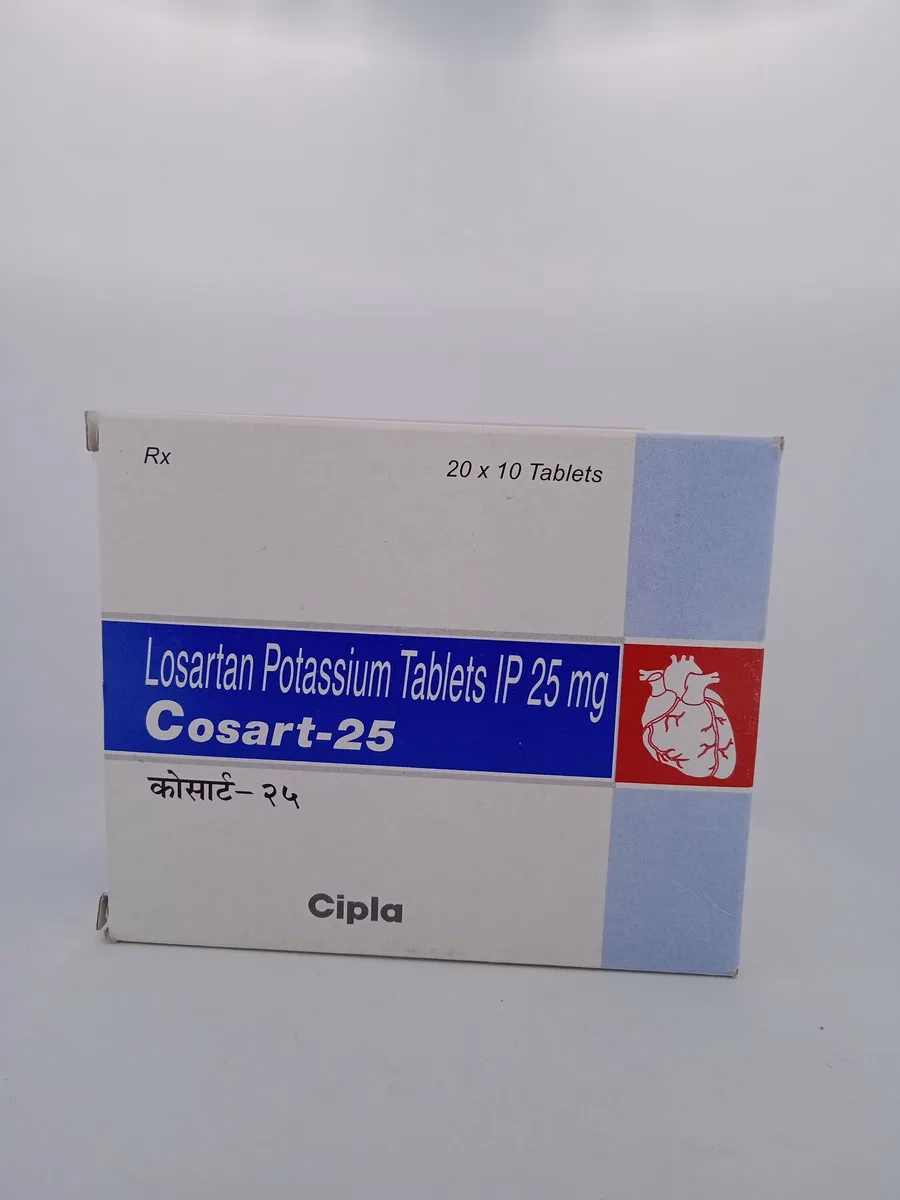 Rx
20 x 10 Tablets
Losartan Potassium Tablets IP 25 mg
Cosart-25
कोसार्ट– २५
Cipla